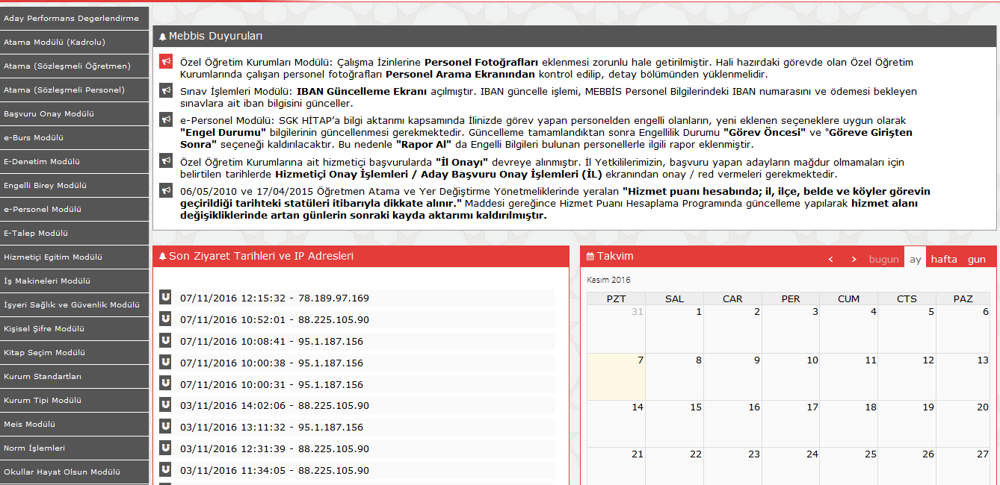 Aday Performans Degerlendirme
Atama Modülü (Kadrolu)
Atama (Sözleşmeli Öğretmen)
Atama (Sözleşmeli Personel)
Başvuru Onay Modülü
e-Burs Modülü
E-Denetim Modülü
Engelli Birey Modülü
e-Personel Modülü
E-Talep Modülü
Hizmetiçi Egitim Modülü
İş Makineleri Modülü
İşyeri Sağlık ve Güvenlik Modülü
Kişisel Şifre Modülü
Kitap Seçim Modülü
Kurum Standartları
Kurum Tipi Modülü
Meis Modülü
Norm İşlemleri
Okullar Hayat Olsun Modülü
Mebbis Duyuruları
Özel Öğretim Kurumları Modülü: Çalışma İzinlerine Personel Fotoğrafları eklenmesi zorunlu hale getirilmiştir. Hali hazırdaki görevde olan Özel Öğretim
Kurumlarında çalışan personel fotoğrafları Personel Arama Ekranından kontrol edilip, detay bölümünden yüklenmelidir.
Sınav İşlemleri Modülü: IBAN Güncelleme Ekranı açılmıştır. IBAN güncelle işlemi, MEBBİS Personel Bilgilerindeki IBAN numarasını ve ödemesi bekleyen
sınavlara ait iban bilgisini günceller.
e-Personel Modülü: SGK HİTAP’a bilgi aktarımı kapsamında İlinizde görev yapan personelden engelli olanların, yeni eklenen seçeneklere uygun olarak
"Engel Durumu" bilgilerinin güncellenmesi gerekmektedir. Güncelleme tamamlandıktan sonra Engellilik Durumu "Görev Öncesi" ve "Göreve Girişten
Sonra" seçeneği kaldırılacaktır. Bu nedenle "Rapor Al" da Engelli Bilgileri bulunan personellerle ilgili rapor eklenmiştir.
Özel Öğretim Kurumlarına ait hizmetiçi başvurularda "İl Onayı" devreye alınmıştır. İl Yetkililerimizin, başvuru yapan adayların mağdur olmamaları için
belirtilen tarihlerde Hizmetiçi Onay İşlemleri / Aday Başvuru Onay İşlemleri (İL) ekranından onay / red vermeleri gerekmektedir.
06/05/2010 ve 17/04/2015 Öğretmen Atama ve Yer Değiştirme Yönetmeliklerinde yeralan "Hizmet puanı hesabında; il, ilçe, belde ve köyler görevin
geçirildiği tarihteki statüleri itibarıyla dikkate alınır." Maddesi gereğince Hizmet Puanı Hesaplama Programında güncelleme yapılarak hizmet alanı
değişikliklerinde artan günlerin sonraki kayda aktarımı kaldırılmıştır.
Son Ziyaret Tarihleri ve IP Adresleri
07/11/2016 12:15:32 - 78.189.97.169
07/11/2016 10:52:01 - 88.225.105.90
07/11/2016 10:08:41 - 95.1.187.156
07/11/2016 10:00:38 - 95.1.187.156
07/11/2016 10:00:31 - 95.1.187.156
03/11/2016 14:02:06 - 88.225.105.90
03/11/2016 13:11:32 - 95.1.187.156
03/11/2016 12:31:39 - 88.225.105.90
03/11/2016 11:34:05 - 88.225.105.90
Takvim < > bugun ay hafta gun
Kasım 2016
PZT SAL CAR PER CUM CTS PAZ
31 1 2 3 4 5 6
7 8 9 10 11 12 13
14 15 16 17 18 19 20
21 22 23 24 25 26 27